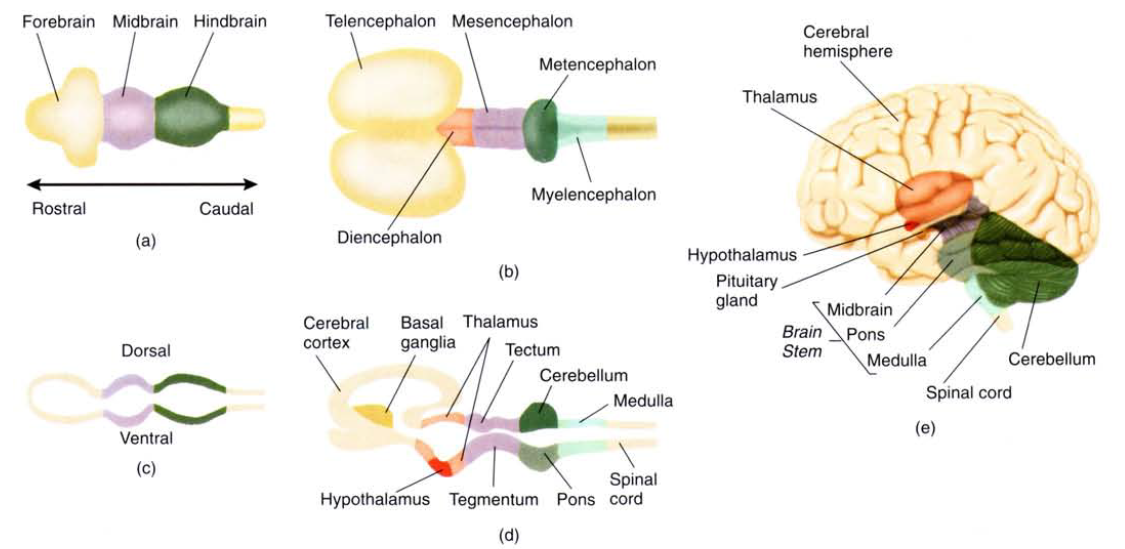 Forebrain Midbrain Hindbrain
Rostral Caudal
(a)
Telencephalon Mesencephalon
Metencephalon
Myelencephalon
Diencephalon
(b)
Dorsal
Ventral
(c)
Cerebral
cortex
Basal
ganglia
Thalamus
Tectum
Cerebellum
Medulla
Hypothalamus Tegmentum Pons
Spinal
cord
(d)
Cerebral
hemisphere
Thalamus
Hypothalamus
Pituitary
gland
Midbrain
Brain
Stem
Pons
Medulla
Cerebellum
Spinal cord
(e)